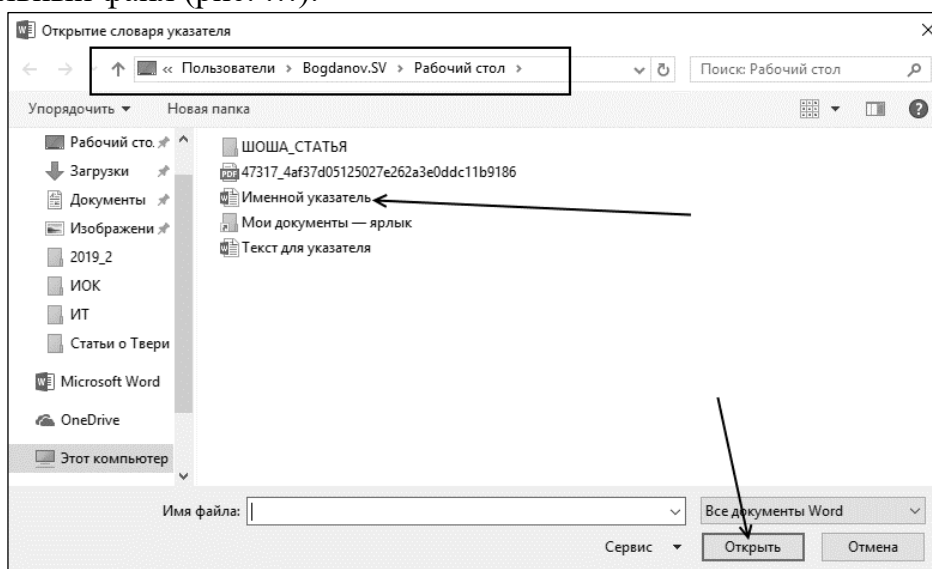 файл (рис. …).
Открытие словаря указателя
« Пользователи › Bogdanov.SV › Рабочий стол ›
Поиск: Рабочий стол
Упорядочить
Новая папка
Рабочий сто.
Загрузки
Документы
Изображени
2019_2
ИОК
ИТ
Статьи о Твери
Microsoft Word
OneDrive
Этот компьютер
ШОША_СТАТЬЯ
47317_4af37d05125027e262a3e0ddc11b9186
Именной указатель
Мои документы — ярлык
Текст для указателя
Имя файла:
Все документы Word
Сервис
Открыть
Отмена